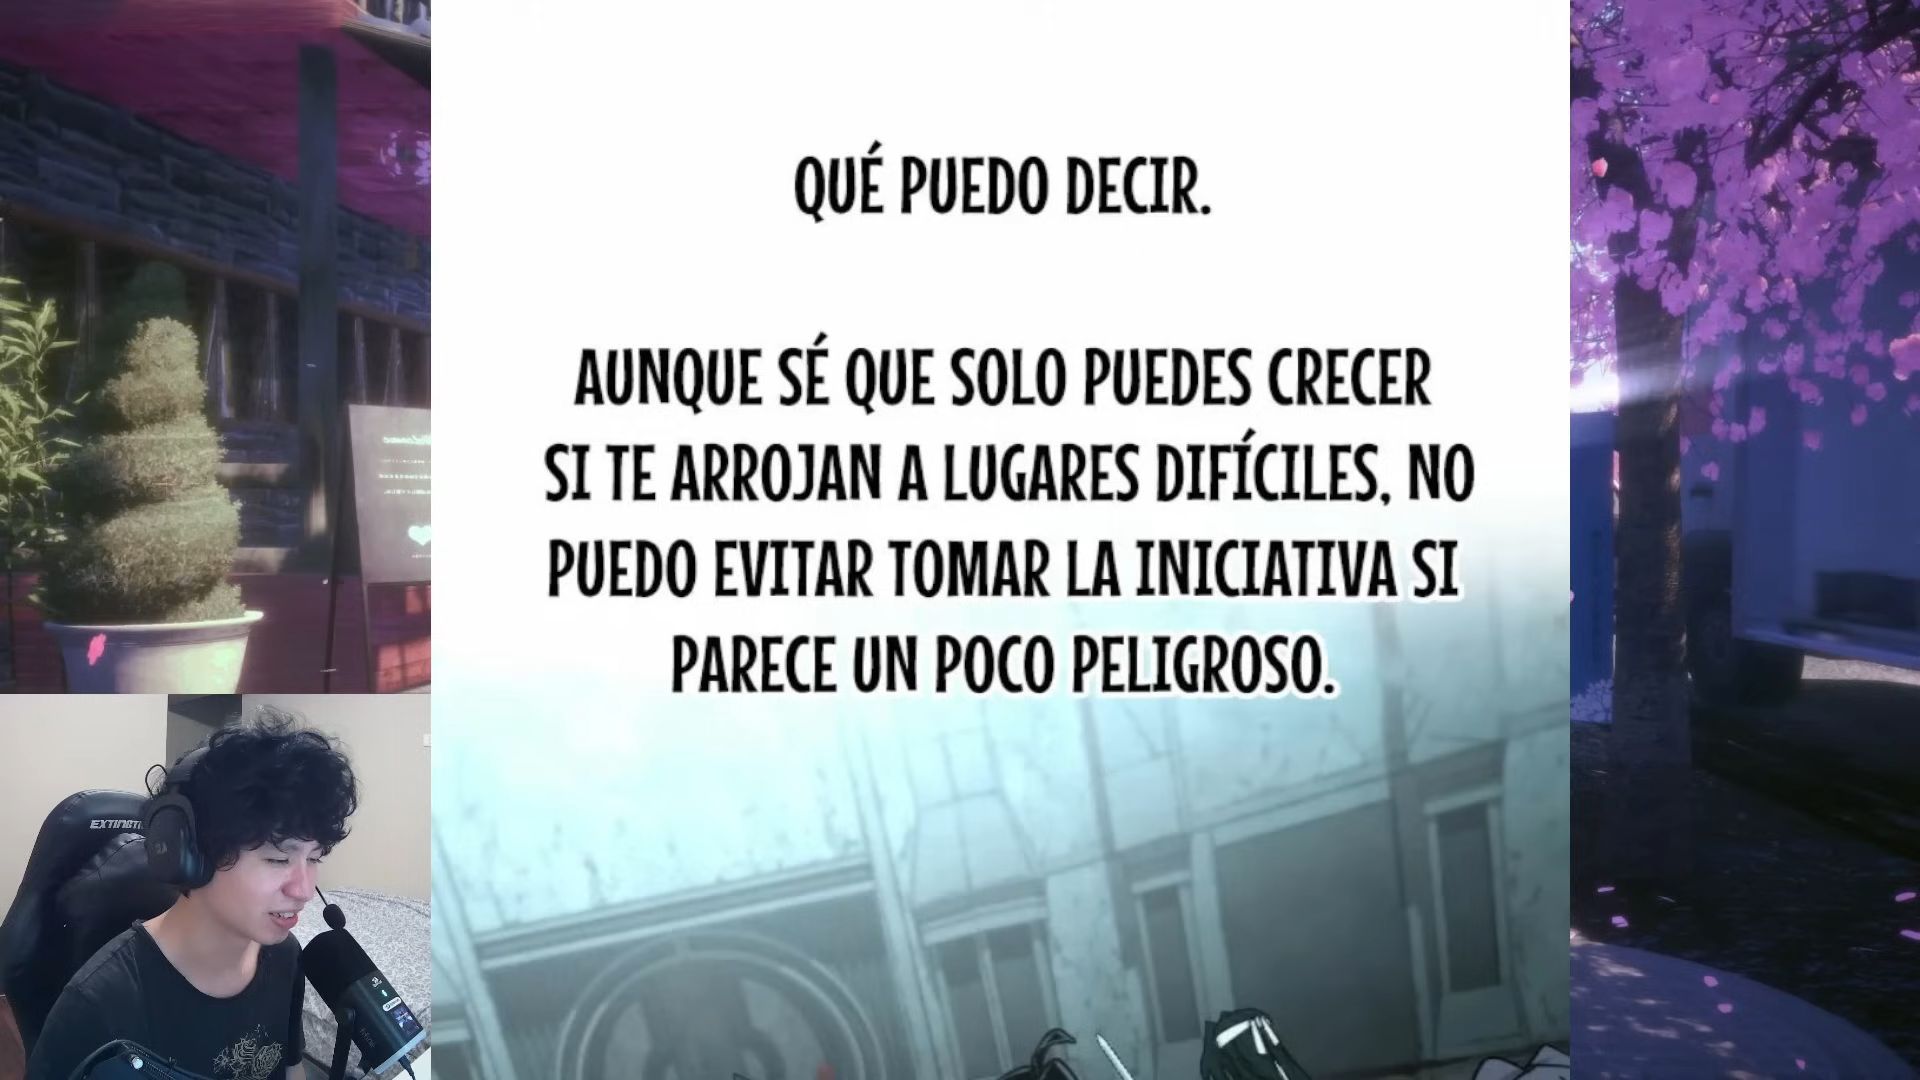 QUÉ PUEDO DECIR.
AUNQUE SÉ QUE SOLO PUEDES CRECER
SI TE ARROJAN A LUGARES DIFÍCILES, NO
PUEDO EVITAR TOMAR LA INICIATIVA SI
PARECE UN POCO PELIGROSO.